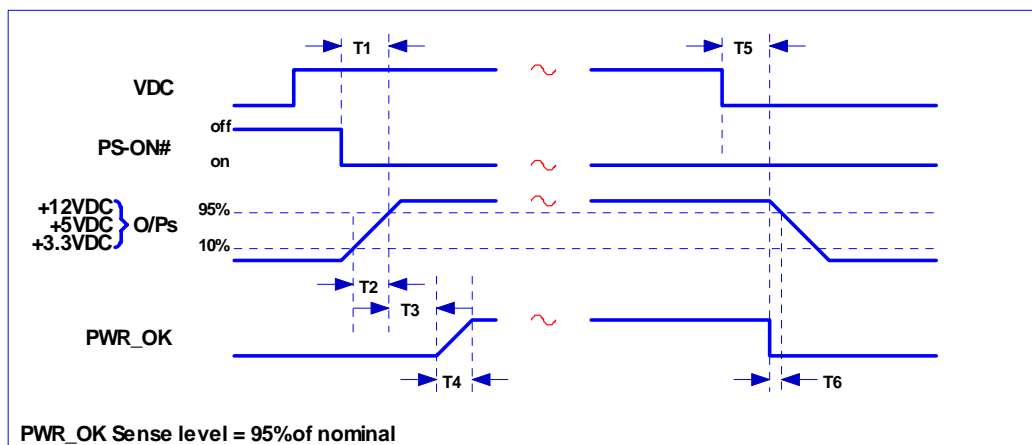 T1
T5
VDC
off
PS-ON#
on
+12VDC
+5VDC
+3.3VDC
O/Ps
95%
10%
T2
T3
PWR_OK
T4
T6
PWR_OK Sense level = 95%of nominal